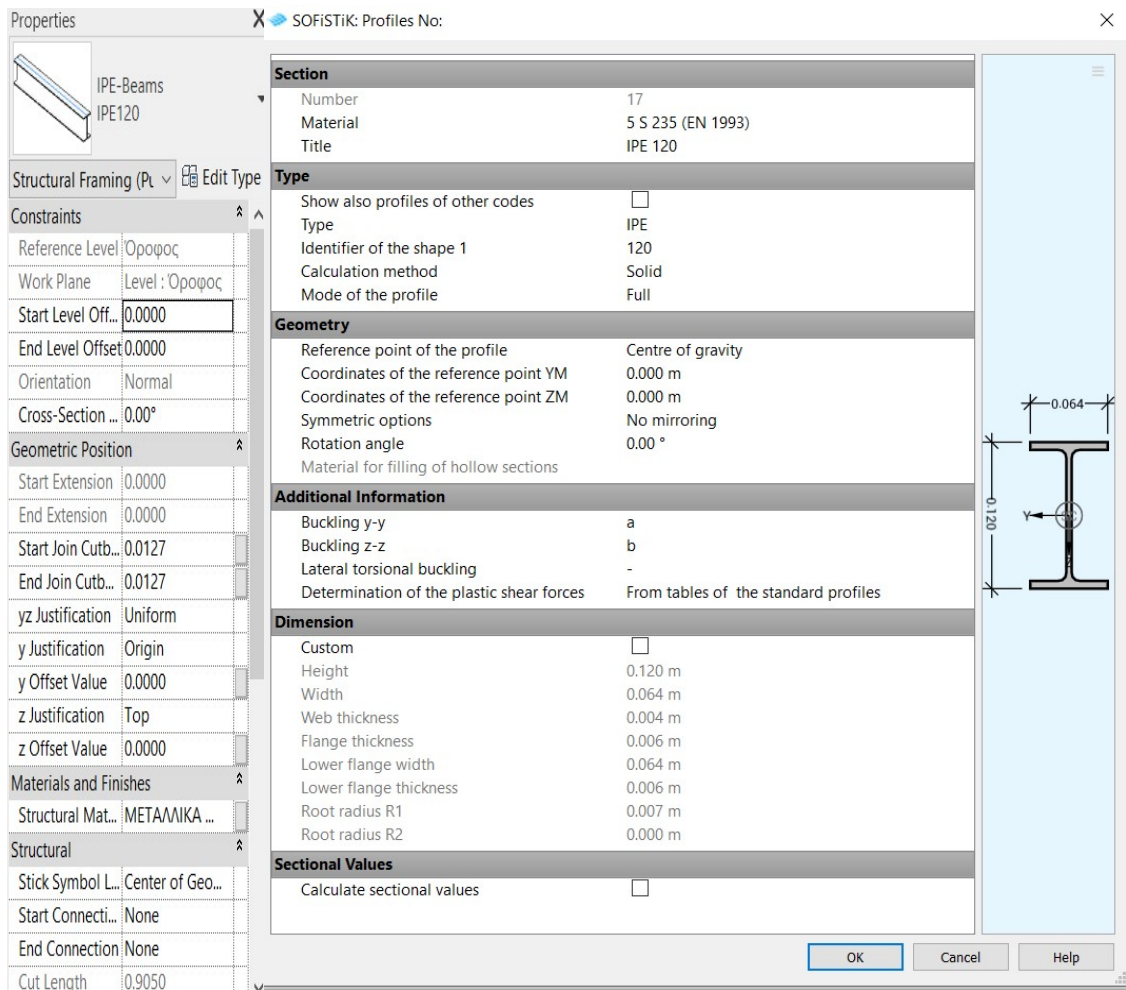 Properties X
IPE-Beams
IPE120
Structural Framing (Pu Edit Type
Constraints
Reference Level Όροφος
Work Plane Level : Όροφος
Start Level Off... 0.0000
End Level Offset 0.0000
Orientation Normal
Cross-Section ... 0.00°
Geometric Position
Start Extension 0.0000
End Extension 0.0000
Start Join Cutb... 0.0127
End Join Cutb... 0.0127
yz Justification Uniform
y Justification Origin
y Offset Value 0.0000
z Justification Top
z Offset Value 0.0000
Materials and Finishes
Structural Mat... ΜΕΤΑΛΛΙΚΑ ...
Structural
Stick Symbol L... Center of Geo...
Start Connecti... None
End Connection None
Cut Length 0.9050
SOFiSTiK: Profiles No:
Section
Number 17
Material 5 S 235 (EN 1993)
Title IPE 120
Type
Show also profiles of other codes
Type IPE
Identifier of the shape 1 120
Calculation method Solid
Mode of the profile Full
Geometry
Reference point of the profile Centre of gravity
Coordinates of the reference point YM 0.000 m
Coordinates of the reference point ZM 0.000 m
Symmetric options No mirroring
Rotation angle 0.00 °
Material for filling of hollow sections
Additional Information
Buckling y-y a
Buckling z-z b
Lateral torsional buckling -
Determination of the plastic shear forces From tables of the standard profiles
Dimension
Custom
Height 0.120 m
Width 0.064 m
Web thickness 0.004 m
Flange thickness 0.006 m
Lower flange width 0.064 m
Lower flange thickness 0.006 m
Root radius R1 0.007 m
Root radius R2 0.000 m
Sectional Values
Calculate sectional values
0.064
0.120
Y
OK Cancel Help